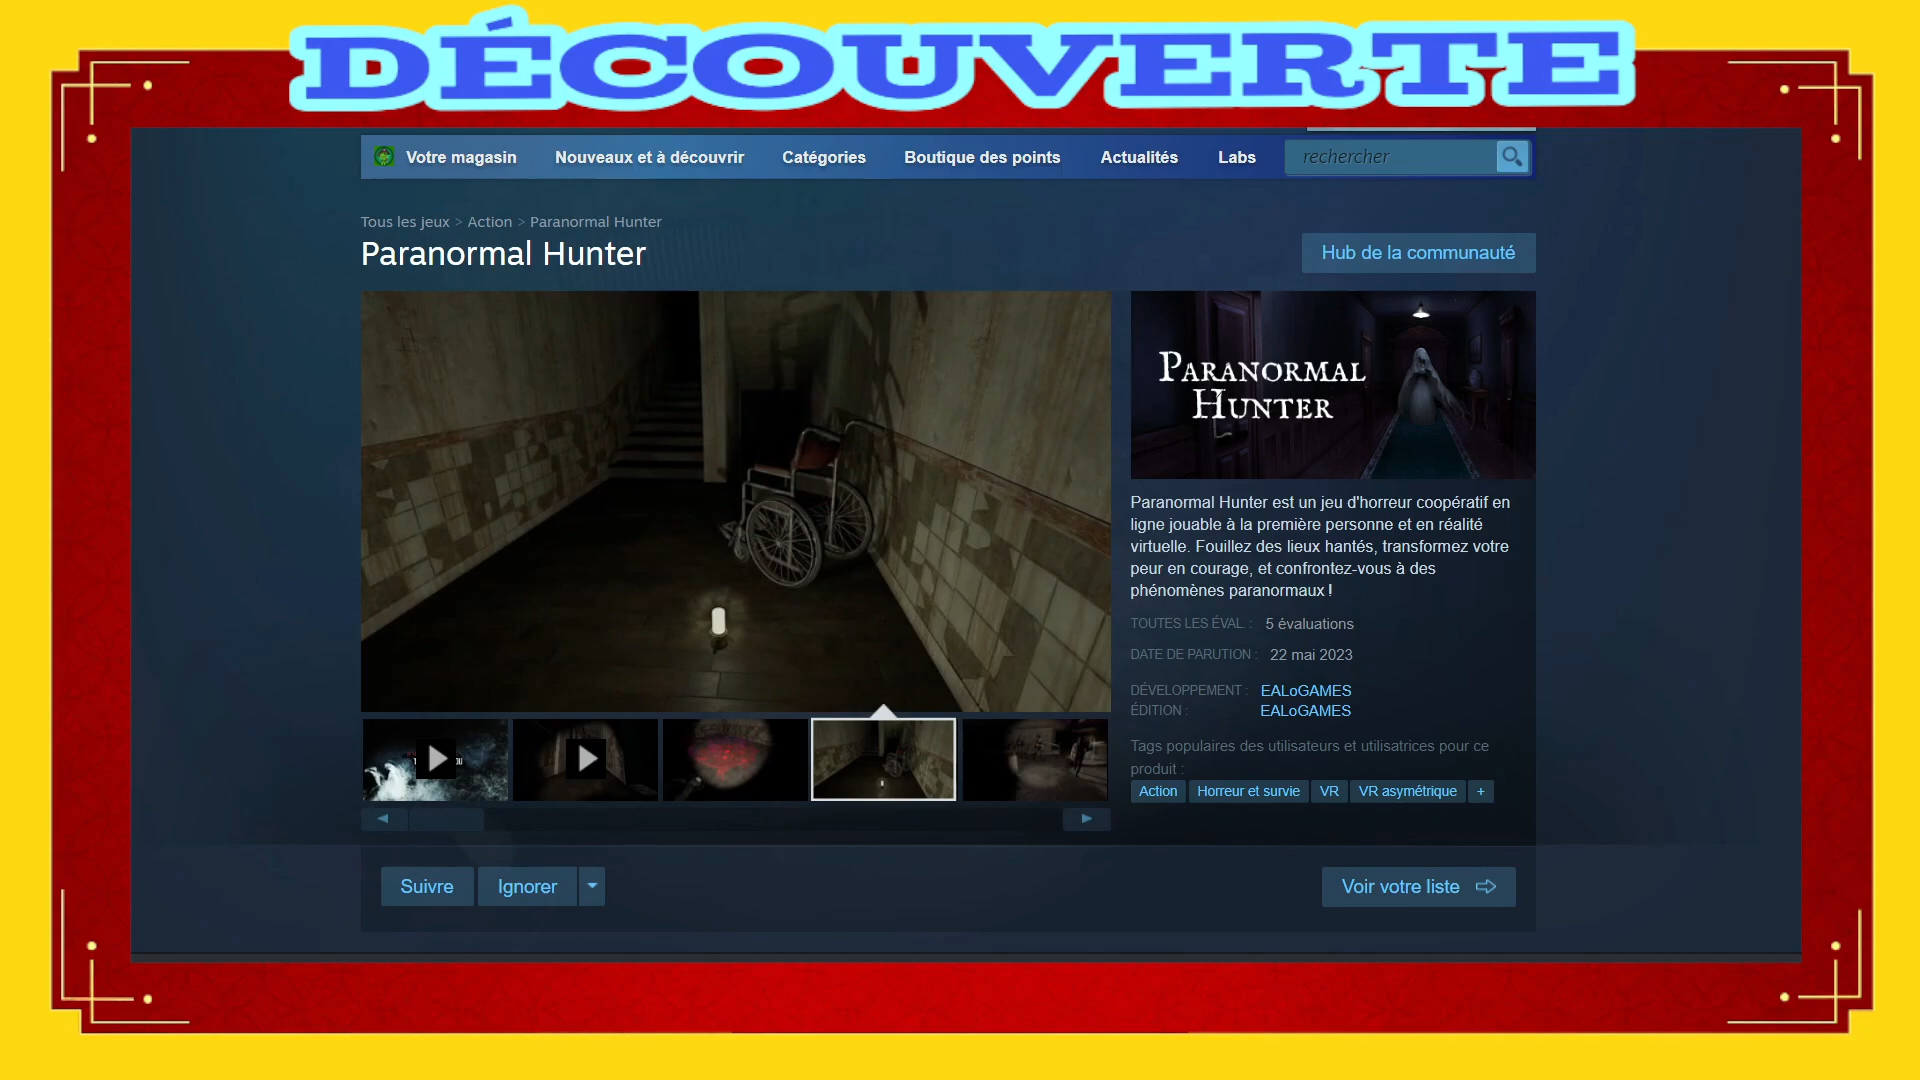 DÉCOUVERTE
Votre magasin
Nouveaux et à découvrir
Catégories
Boutique des points
Actualités
Labs
rechercher
Tous les jeux > Action > Paranormal Hunter
Paranormal Hunter
Hub de la communauté
PARANORMAL
HUNTER
Paranormal Hunter est un jeu d'horreur coopératif en
ligne jouable à la première personne et en réalité
virtuelle. Fouillez des lieux hantés, transformez votre
peur en courage, et confrontez-vous à des
phénomènes paranormaux !
TOUTES LES ÉVAL. : 5 évaluations
DATE DE PARUTION : 22 mai 2023
DÉVELOPPEMENT : EALoGAMES
ÉDITION : EALoGAMES
Tags populaires des utilisateurs et utilisatrices pour ce
produit :
Action
Horreur et survie
VR
VR asymétrique
+
Suivre
Ignorer
Voir votre liste